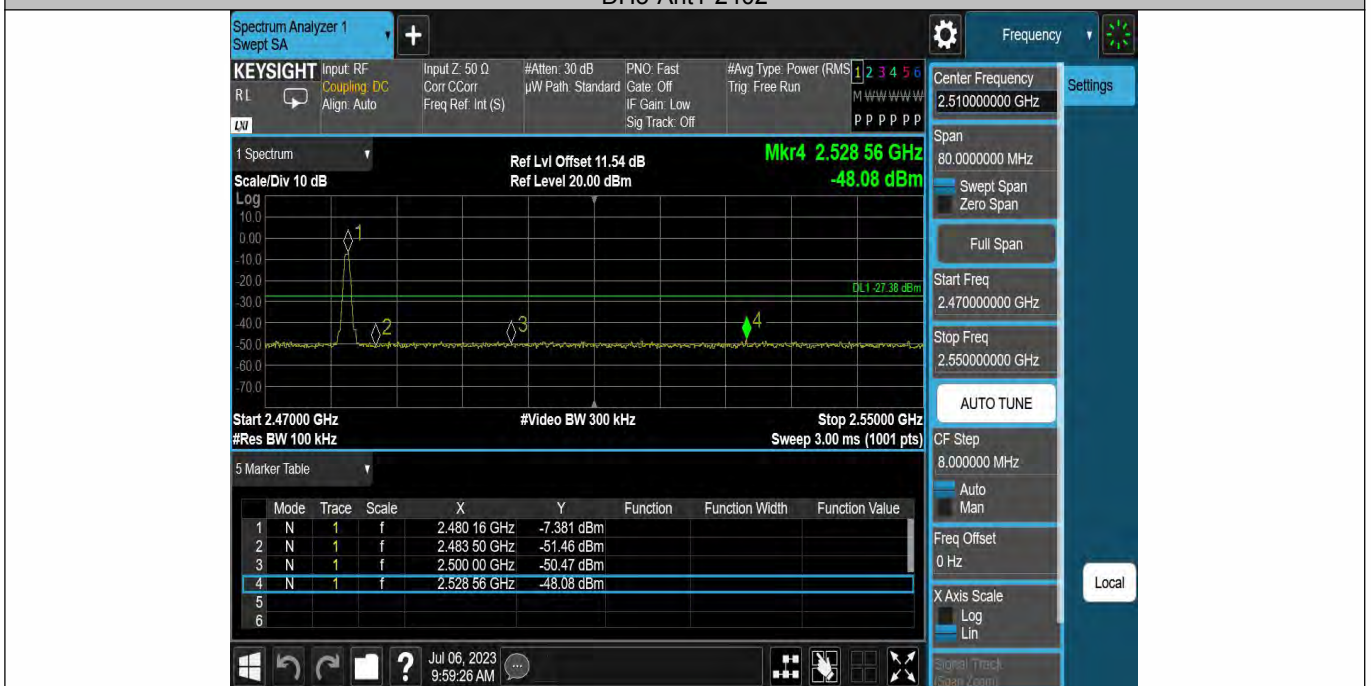 Spectrum Analyzer 1
Swept SA
+
Frequency
KEYSIGHT
Input: RF
Coupling: DC
Align: Auto
Input Z: 50 Ω
Corr CCorr
Freq Ref: Int (S)
#Atten: 30 dB
µW Path: Standard
PNO: Fast
Gate: Off
IF Gain: Low
Sig Track: Off
#Avg Type: Power (RMS
Trig: Free Run
1 2 3 4 5 6
M W W W W W
P P P P P P
R L
LXI
Center Frequency
2.510000000 GHz
Settings
1 Spectrum
Scale/Div 10 dB
Ref Lvl Offset 11.54 dB
Ref Level 20.00 dBm
Mkr4 2.528 56 GHz
-48.08 dBm
Span
80.0000000 MHz
Swept Span
Zero Span
Full Span
Log
10.0
0.00
-10.0
-20.0
-30.0
-40.0
-50.0
-60.0
-70.0
1
2
3
4
DL1 -27.38 dBm
Start Freq
2.470000000 GHz
Stop Freq
2.550000000 GHz
AUTO TUNE
Start 2.47000 GHz
#Res BW 100 kHz
#Video BW 300 kHz
Stop 2.55000 GHz
Sweep 3.00 ms (1001 pts)
CF Step
8.000000 MHz
Auto
Man
5 Marker Table
Mode Trace Scale X Y Function Function Width Function Value
1 N 1 f 2.480 16 GHz -7.381 dBm
2 N 1 f 2.483 50 GHz -51.46 dBm
3 N 1 f 2.500 00 GHz -50.47 dBm
4 N 1 f 2.528 56 GHz -48.08 dBm
5
6
Freq Offset
0 Hz
X Axis Scale
Log
Lin
Local
Signal Track
(Span Zoom)
?
Jul 06, 2023
9:59:26 AM